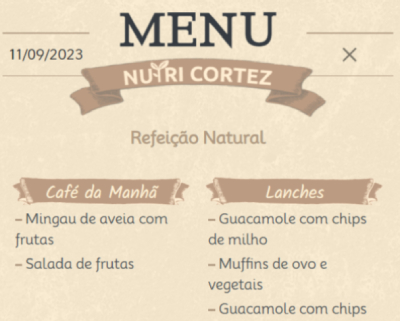 MENU
11/09/2023
NUTRI CORTEZ
Refeição Natural
Café da Manhã
– Mingau de aveia com
frutas
– Salada de frutas
Lanches
– Guacamole com chips
de milho
– Muffins de ovo e
vegetais
– Guacamole com chips